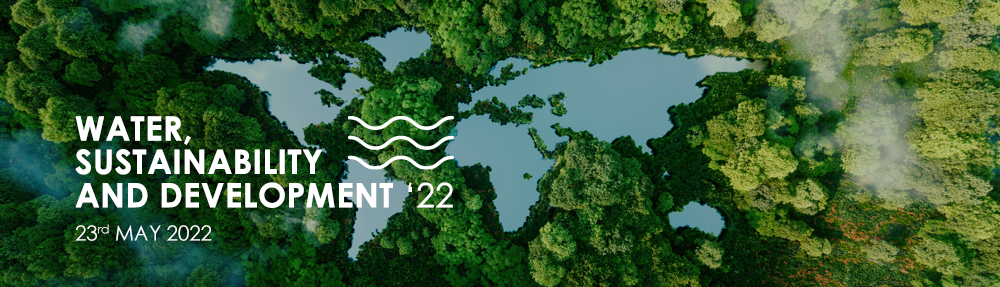 WATER,
SUSTAINABILITY
AND DEVELOPMENT ‘22
23rd MAY 2022